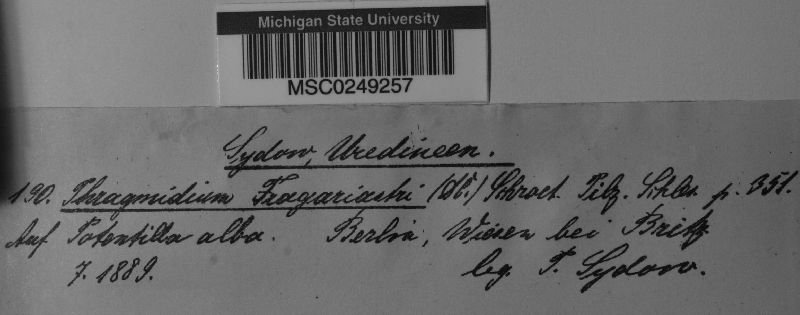 Michigan State University
MSC0249257
Sydow, Uredineen.
190. Phragmidium Fragariastri (DC.) Schroet. Pilz. Schles. p. 351.
Auf Potentilla alba. Berlin, Wiesen bei Britz
7. 1889. leg. P. Sydow.